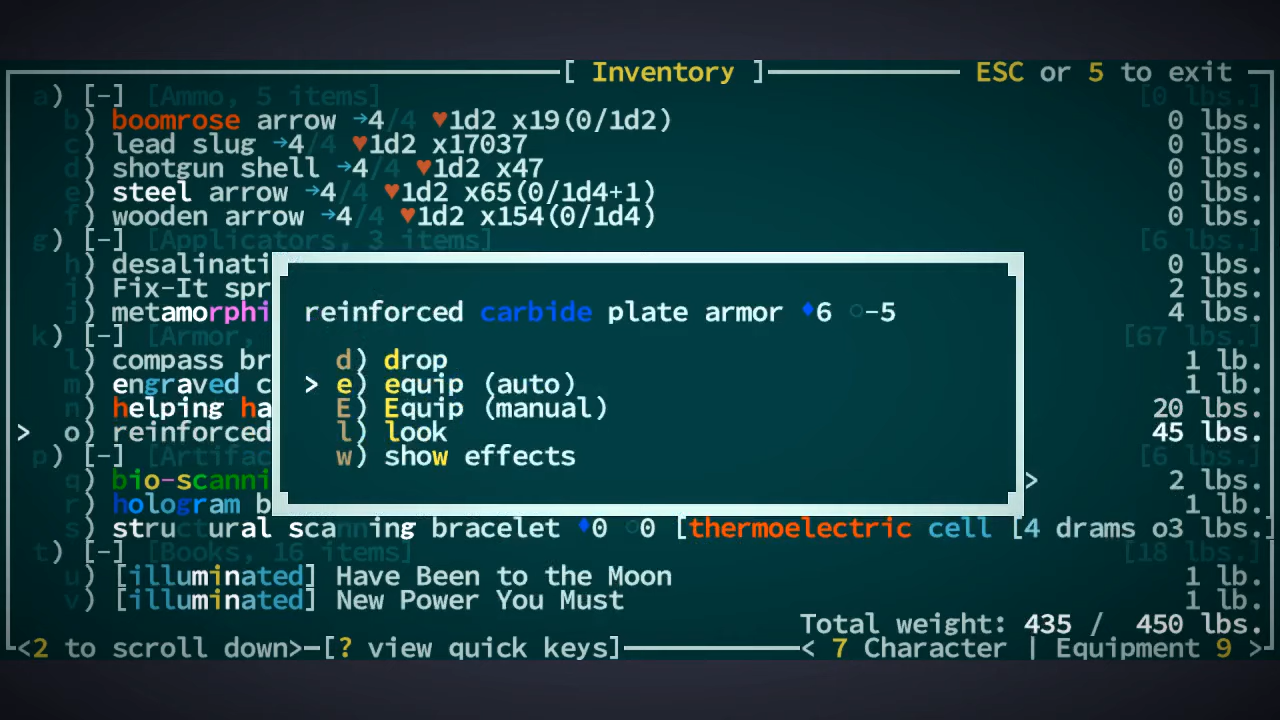 [ Inventory ] ESC or 5 to exit
a) [-] [Ammo, 5 items] [0 lbs.]
b) boomrose arrow →4/4 ♥1d2 x19(0/1d2) 0 lbs.
c) lead slug →4/4 ♥1d2 x17037 0 lbs.
d) shotgun shell →4/4 ♥1d2 x47 0 lbs.
e) steel arrow →4/4 ♥1d2 x65(0/1d4+1) 0 lbs.
f) wooden arrow →4/4 ♥1d2 x154(0/1d4) 0 lbs.
g) [-] [Applicators, 3 items] [6 lbs.]
h) desalinati 0 lbs.
i) Fix-It spr 2 lbs.
j) metamorphi 4 lbs.
k) [-] [Armor, [67 lbs.]
l) compass br 1 lb.
m) engraved c 1 lb.
n) helping ha 20 lbs.
> o) reinforced 45 lbs.
p) [-] [Artifac [6 lbs.]
q) bio-scanni > 2 lbs.
r) hologram b 1 lb.
s) structural scanning bracelet ♦0 ○0 [thermoelectric cell [4 drams o3 lbs.]
t) [-] [Books, 16 items] [18 lbs.]
u) [illuminated] Have Been to the Moon 1 lb.
v) [illuminated] New Power You Must 1 lb.
Total weight: 435 / 450 lbs.
<2 to scroll down> [? view quick keys] < 7 Character | Equipment 9 >
reinforced carbide plate armor ♦6 ○-5
d) drop
> e) equip (auto)
E) Equip (manual)
l) look
w) show effects